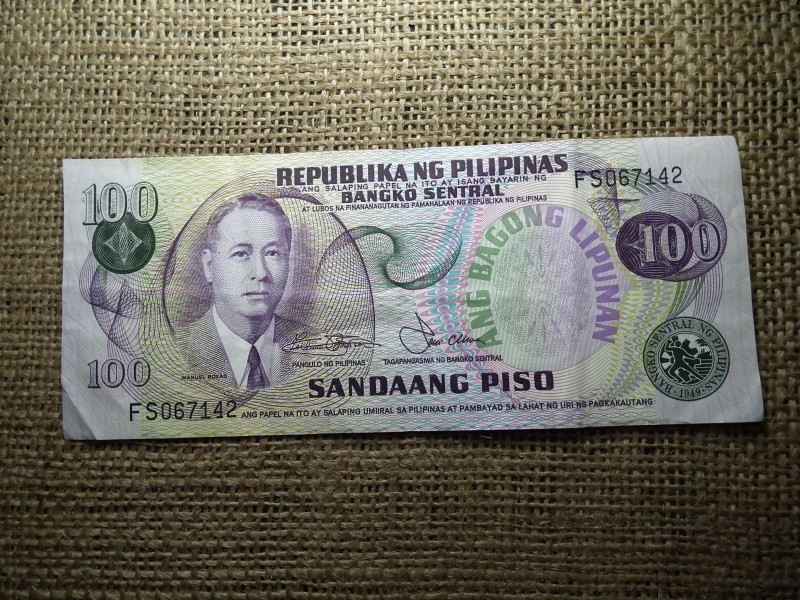 100
REPUBLIKA NG PILIPINAS
ANG SALAPING PAPEL NA ITO AY ISANG BAYARIN NG
BANGKO SENTRAL
AT LUBOS NA PINANANAGUTAN NG PAMAHALAAN NG REPUBLIKA NG PILIPINAS
FS067142
100
ANG BAGONG LIPUNAN
100
MANUEL ROXAS
PANGULO NG PILIPINAS
TAGAPANGASIWA NG BANGKO SENTRAL
BANGKO SENTRAL NG PILIPINAS
1949
SANDAANG PISO
FS067142
ANG PAPEL NA ITO AY SALAPING UMIIRAL SA PILIPINAS AT PAMBAYAD SA LAHAT NG URI NG PAGKAKAUTANG